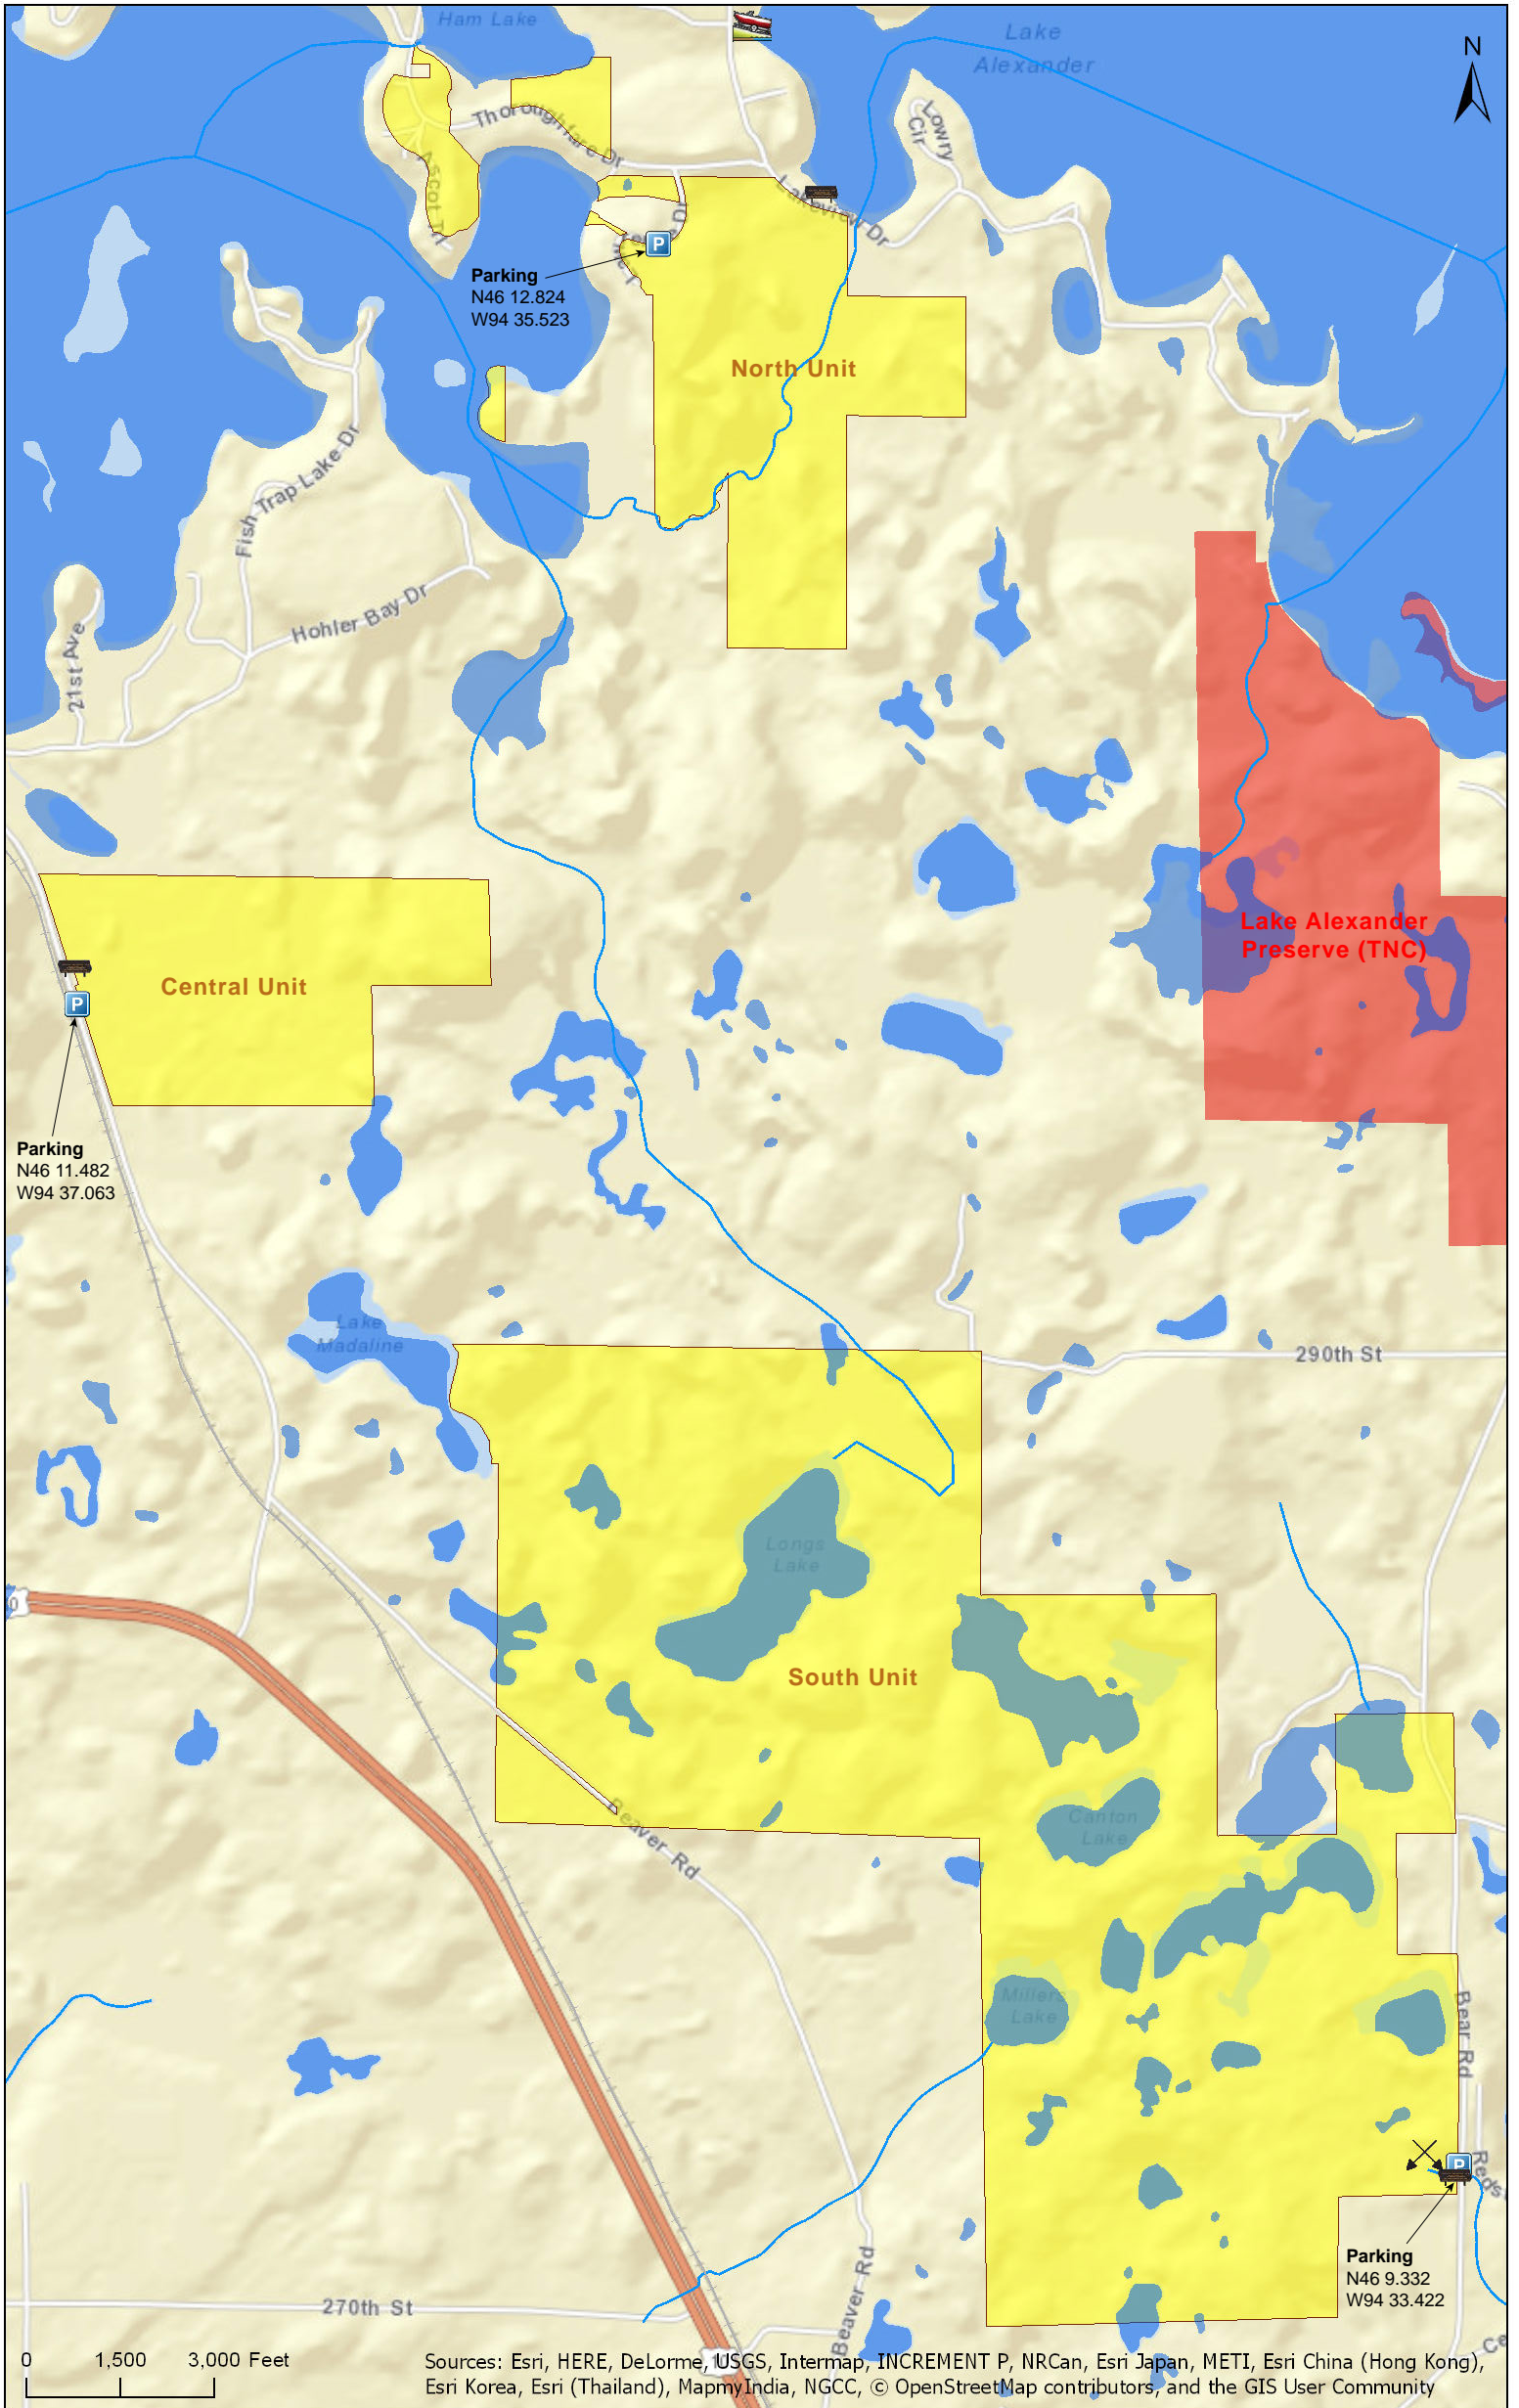 Ham Lake
Lake
Alexander
N
Lowry
Cir
Thoroughfare Dr
Ascot Trl
Lakeview Dr
Dr
P
Parking
N46 12.824
W94 35.523
North Unit
Fish Trap Lake Dr
Hohler Bay Dr
21st Ave
Lake Alexander
Preserve (TNC)
Central Unit
P
Parking
N46 11.482
W94 37.063
Lake
Madaline
290th St
Longs
Lake
0
South Unit
Canton
Lake
Beaver Rd
Millers
Lake
Bear Rd
P
Reds
Parking
N46 9.332
W94 33.422
Beaver Rd
270th St
Ce
0 1,500 3,000 Feet
Sources: Esri, HERE, DeLorme, USGS, Intermap, INCREMENT P, NRCan, Esri Japan, METI, Esri China (Hong Kong),
Esri Korea, Esri (Thailand), MapmyIndia, NGCC, © OpenStreetMap contributors, and the GIS User Community